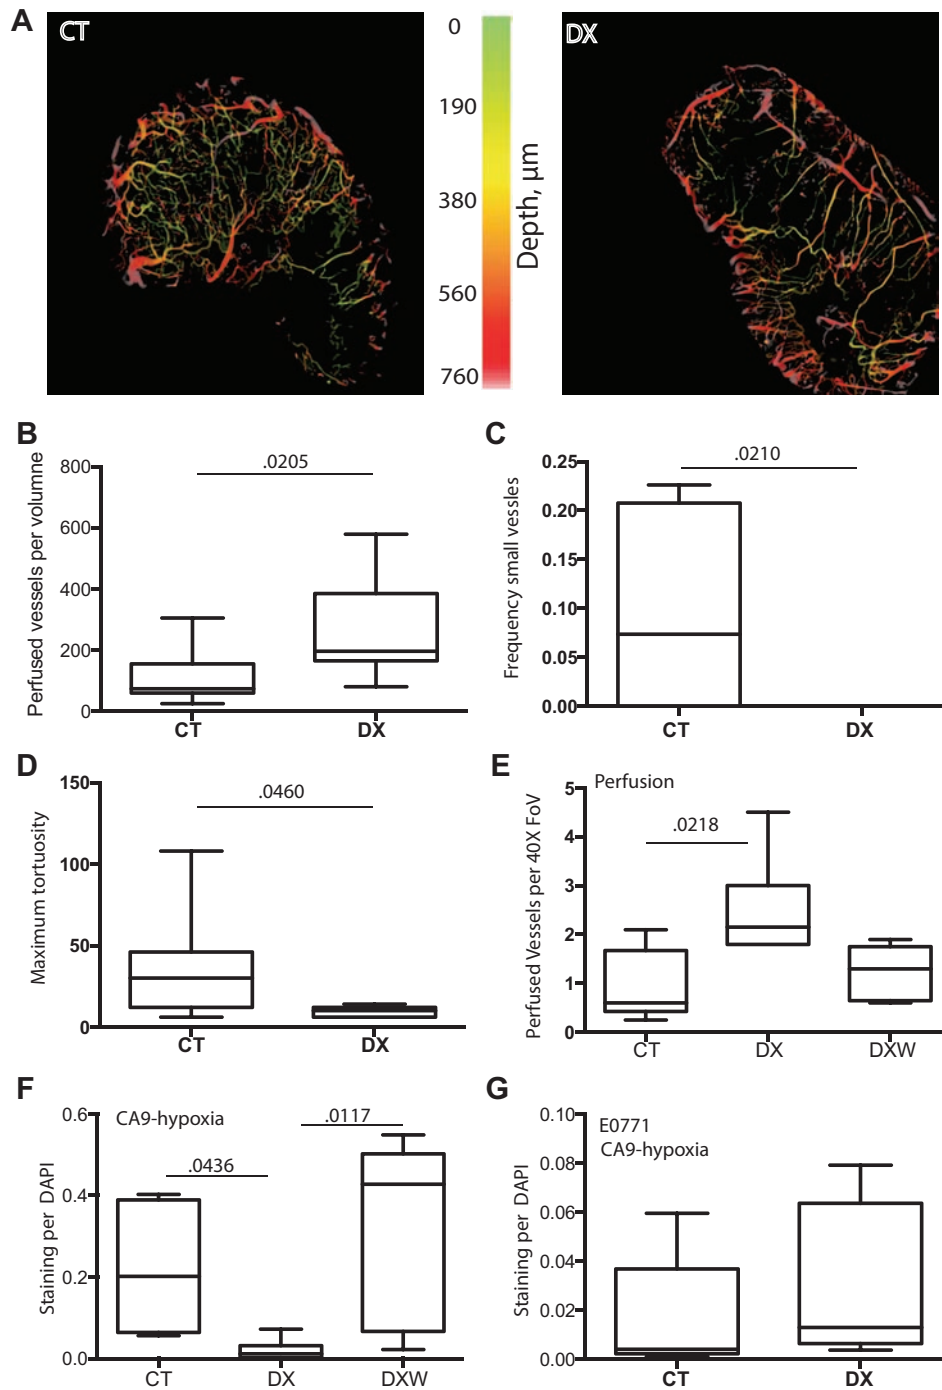 A
CT
0
190
380
560
760
Depth, µm
DX
B
Perfused vessels per volumne
800
600
400
200
0
.0205
CT
DX
C
Frequency small vessles
0.25
0.20
0.15
0.10
0.05
0.00
.0210
CT
DX
D
Maximum tortuosity
150
100
50
0
.0460
CT
DX
E
Perfusion
Perfused Vessels per 40X FoV
5
4
3
2
1
0
.0218
CT
DX
DXW
F
CA9-hypoxia
Staining per DAPI
0.6
0.4
0.2
0.0
.0436
.0117
CT
DX
DXW
G
E0771
CA9-hypoxia
Staining per DAPI
0.10
0.08
0.06
0.04
0.02
0.00
CT
DX